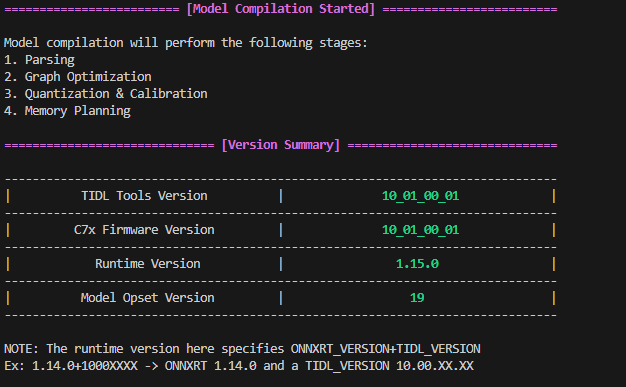 ========================= [Model Compilation Started] =========================
Model compilation will perform the following stages:
1. Parsing
2. Graph Optimization
3. Quantization & Calibration
4. Memory Planning
============================== [Version Summary] ==============================
-------------------------------------------------------------------------------
| TIDL Tools Version | 10_01_00_01 |
-------------------------------------------------------------------------------
| C7x Firmware Version | 10_01_00_01 |
-------------------------------------------------------------------------------
| Runtime Version | 1.15.0 |
-------------------------------------------------------------------------------
| Model Opset Version | 19 |
-------------------------------------------------------------------------------
NOTE: The runtime version here specifies ONNXRT_VERSION+TIDL_VERSION
Ex: 1.14.0+1000XXXX -> ONNXRT 1.14.0 and a TIDL_VERSION 10.00.XX.XX